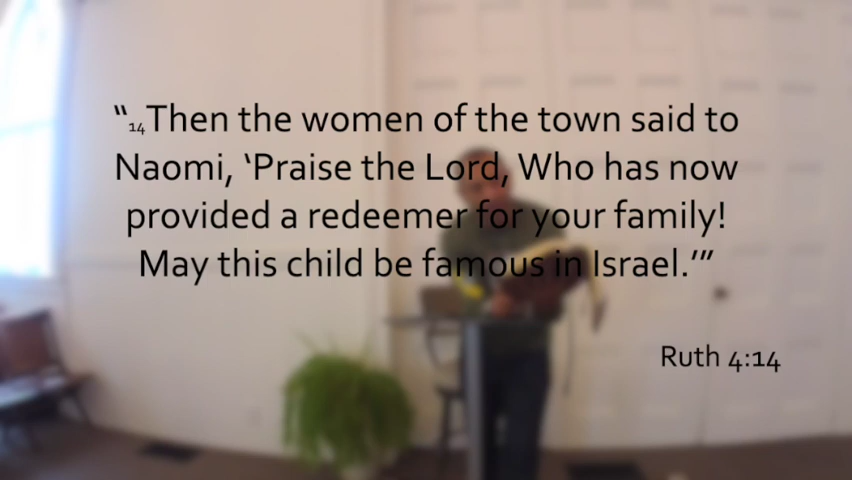 “14Then the women of the town said to
Naomi, ‘Praise the Lord, Who has now
provided a redeemer for your family!
May this child be famous in Israel.’”
Ruth 4:14